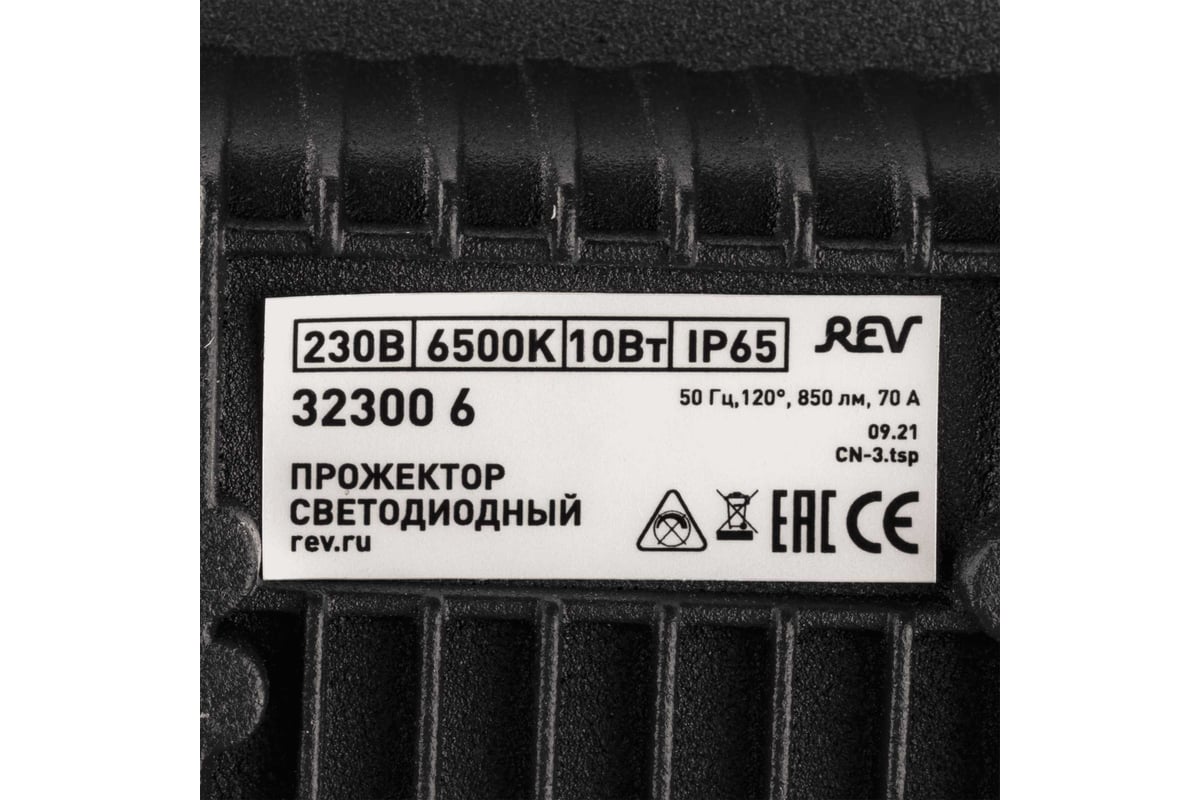 230В 6500К 10Вт IP65 REV
32300 6
50 Гц,120°, 850 лм, 70 А
09.21
CN-3.tsp
ПРОЖЕКТОР
СВЕТОДИОДНЫЙ
rev.ru
EAC CE